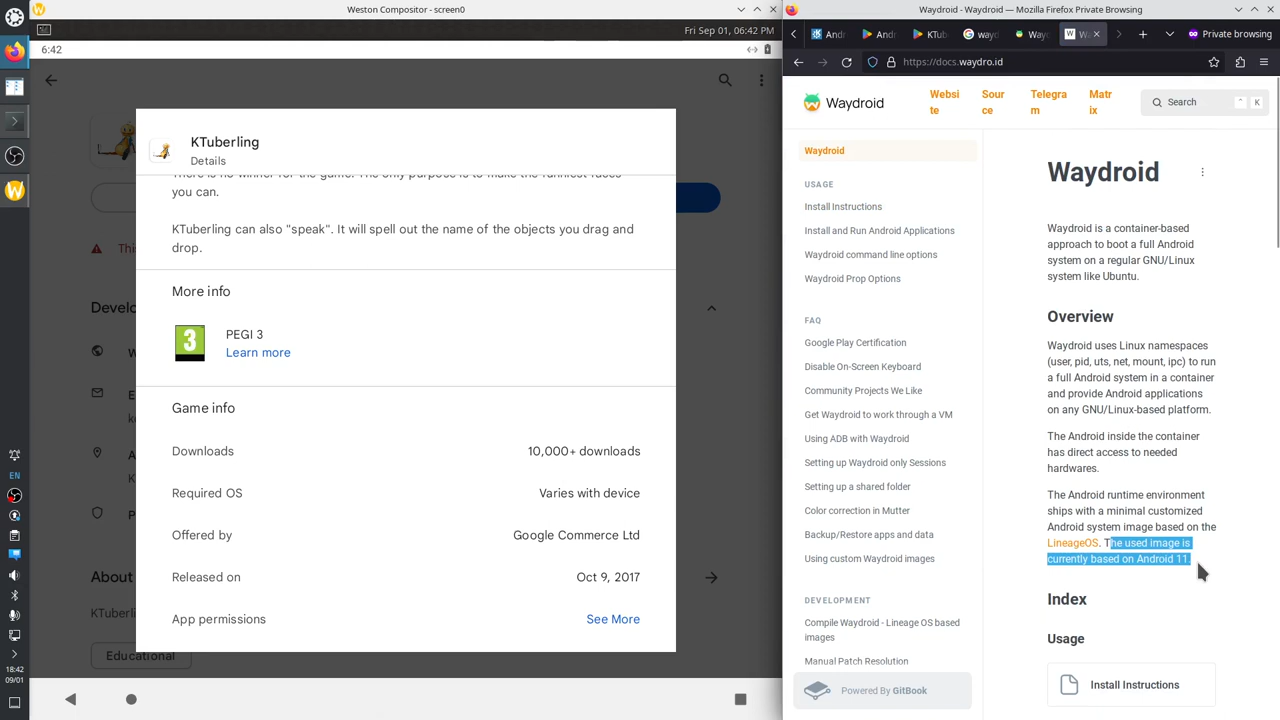 Weston Compositor - screen0
Fri Sep 01, 06:42 PM
6:42
KTuberling
Details
There is no winner for the game. The only purpose is to make the funniest faces
you can.
KTuberling can also "speak". It will spell out the name of the objects you drag and
drop.
More info
3
PEGI 3
Learn more
Game info
Downloads
10,000+ downloads
Required OS
Varies with device
Offered by
Google Commerce Ltd
Released on
Oct 9, 2017
App permissions
See More
This
Develo
W
E
ke
A
K
About
KTuberli
Educational
EN
18:42
09/01
Waydroid - Waydroid — Mozilla Firefox Private Browsing
Andr
Andr
KTub
wayd
Wayd
Wa
Private browsing
https://docs.waydro.id
Waydroid
Websi
te
Sour
ce
Telegra
m
Matr
ix
Search
K
Waydroid
USAGE
Install Instructions
Install and Run Android Applications
Waydroid command line options
Waydroid Prop Options
FAQ
Google Play Certification
Disable On-Screen Keyboard
Community Projects We Like
Get Waydroid to work through a VM
Using ADB with Waydroid
Setting up Waydroid only Sessions
Setting up a shared folder
Color correction in Mutter
Backup/Restore apps and data
Using custom Waydroid images
DEVELOPMENT
Compile Waydroid - Lineage OS based
images
Manual Patch Resolution
Powered By GitBook
Waydroid
Waydroid is a container-based
approach to boot a full Android
system on a regular GNU/Linux
system like Ubuntu.
Overview
Waydroid uses Linux namespaces
(user, pid, uts, net, mount, ipc) to run
a full Android system in a container
and provide Android applications
on any GNU/Linux-based platform.
The Android inside the container
has direct access to needed
hardwares.
The Android runtime environment
ships with a minimal customized
Android system image based on the
LineageOS. The used image is
currently based on Android 11.
Index
Usage
Install Instructions